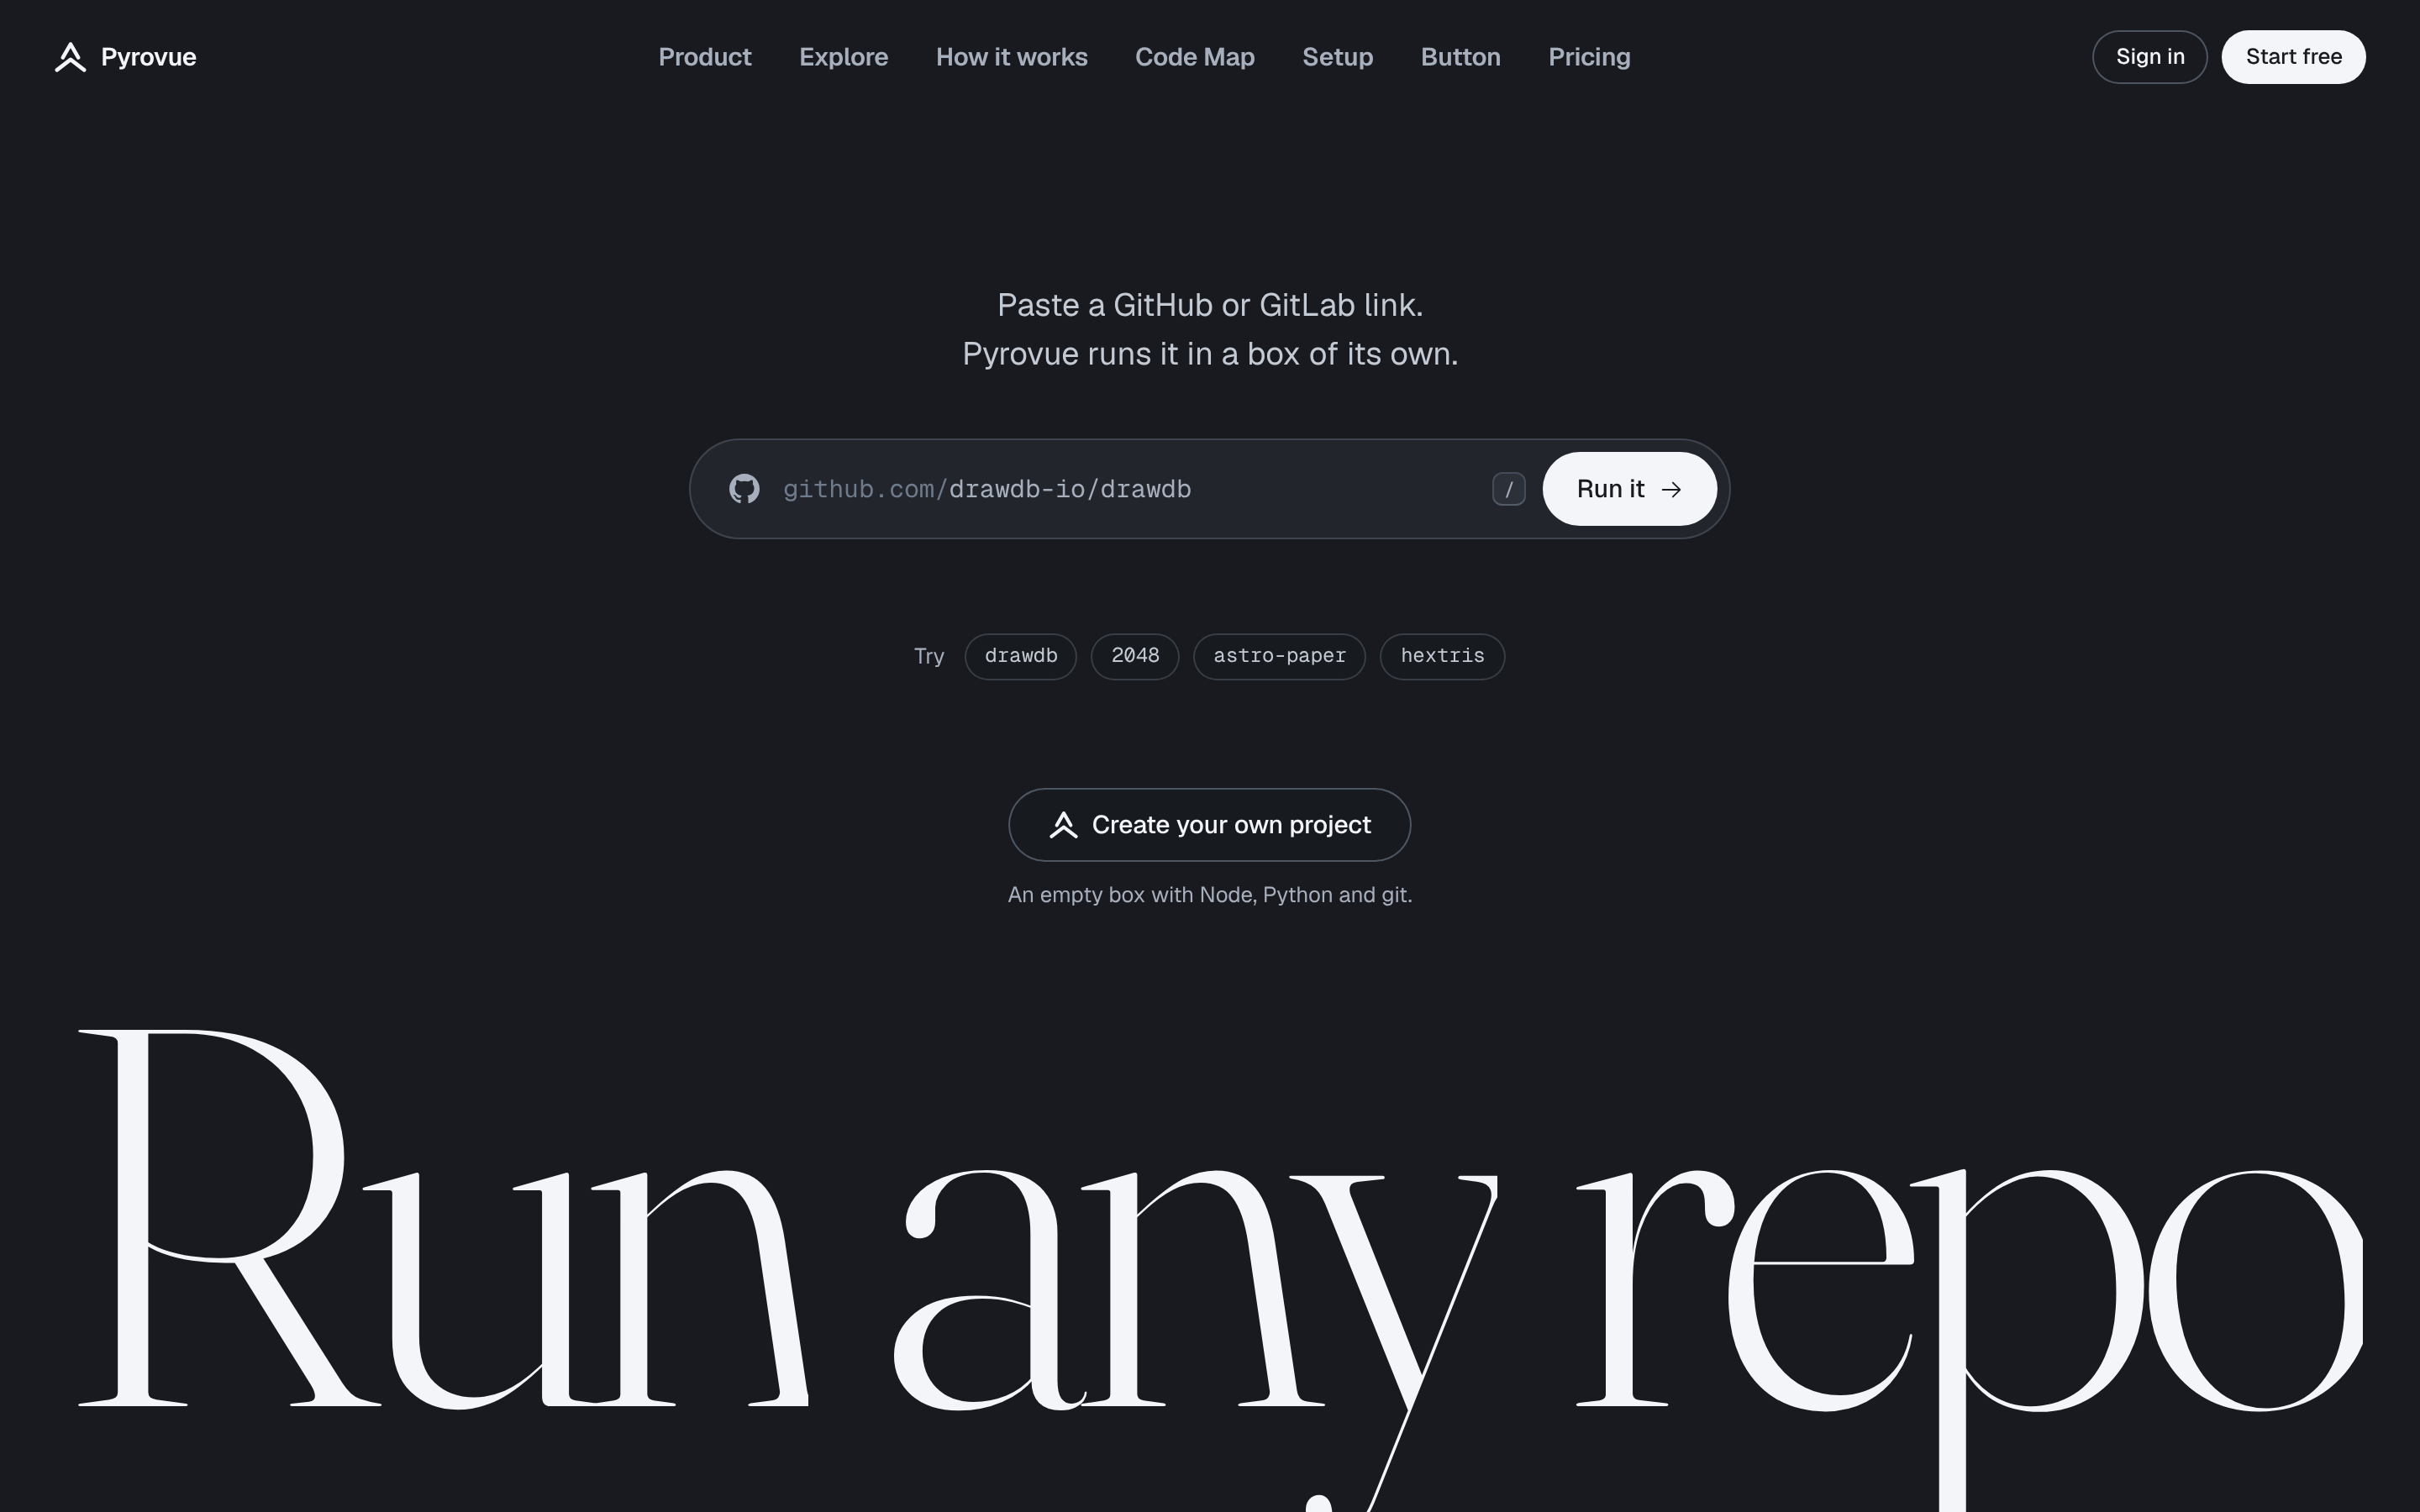 Pyrovue
Product Explore How it works Code Map Setup Button Pricing
Sign in Start free
Paste a GitHub or GitLab link.
Pyrovue runs it in a box of its own.
github.com/drawdb-io/drawdb / Run it →
Try drawdb 2048 astro-paper hextris
Create your own project
An empty box with Node, Python and git.
Run any repo